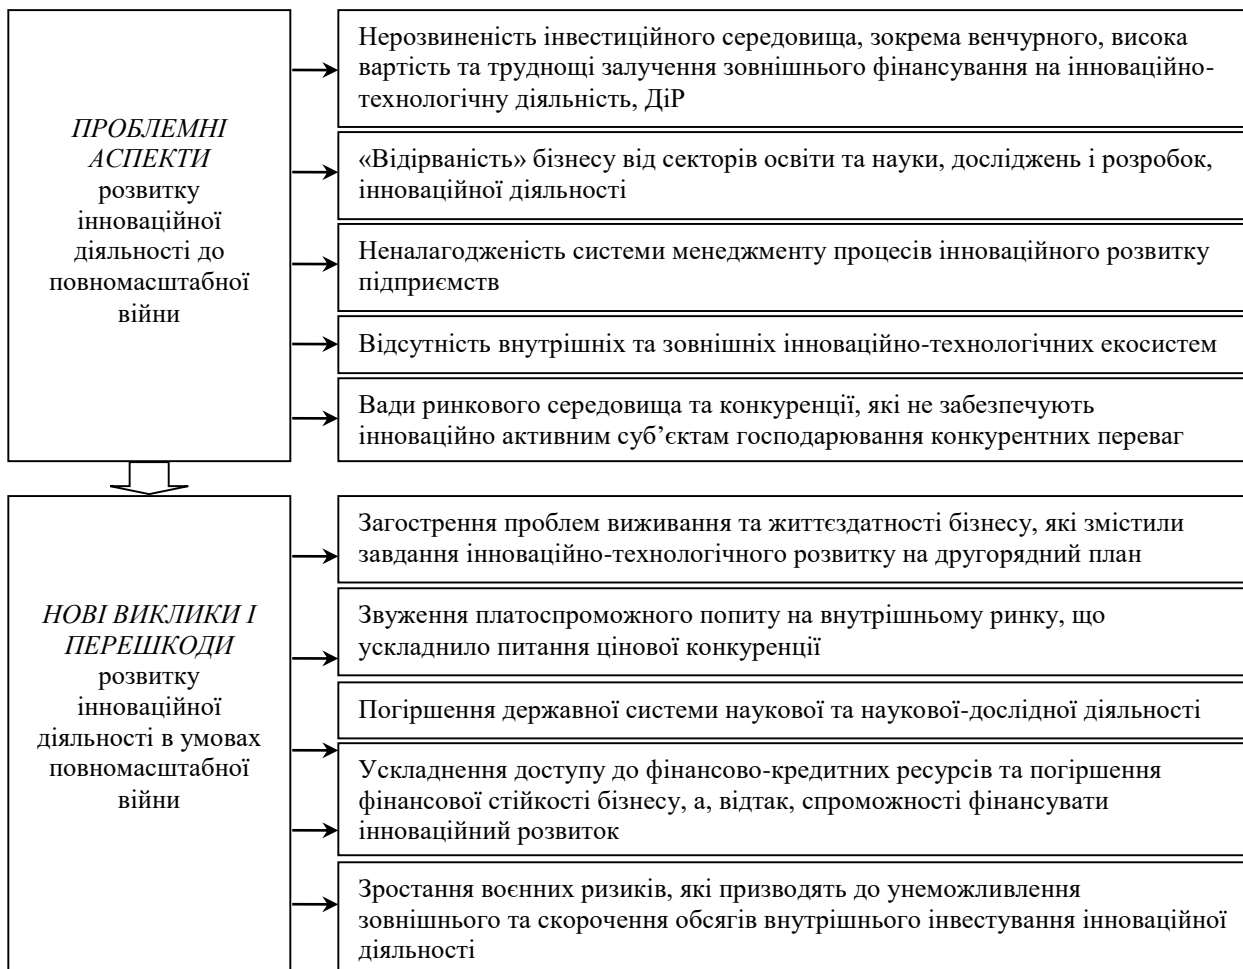 ПРОБЛЕМНІ
АСПЕКТИ
розвитку
інноваційної
діяльності до
повномасштабної
війни
Нерозвиненість інвестиційного середовища, зокрема венчурного, висока
вартість та труднощі залучення зовнішнього фінансування на інноваційно-
технологічну діяльність, ДіР
«Відірваність» бізнесу від секторів освіти та науки, досліджень і розробок,
інноваційної діяльності
Неналагодженість системи менеджменту процесів інноваційного розвитку
підприємств
Відсутність внутрішніх та зовнішніх інноваційно-технологічних екосистем
Вади ринкового середовища та конкуренції, які не забезпечують
інноваційно активним суб’єктам господарювання конкурентних переваг
НОВІ ВИКЛИКИ І
ПЕРЕШКОДИ
розвитку
інноваційної
діяльності в умовах
повномасштабної
війни
Загострення проблем виживання та життєздатності бізнесу, які змістили
завдання інноваційно-технологічного розвитку на другорядний план
Звуження платоспроможного попиту на внутрішньому ринку, що
ускладнило питання цінової конкуренції
Погіршення державної системи наукової та наукової-дослідної діяльності
Ускладнення доступу до фінансово-кредитних ресурсів та погіршення
фінансової стійкості бізнесу, а, відтак, спроможності фінансувати
інноваційний розвиток
Зростання воєнних ризиків, які призводять до унеможливлення
зовнішнього та скорочення обсягів внутрішнього інвестування інноваційної
діяльності